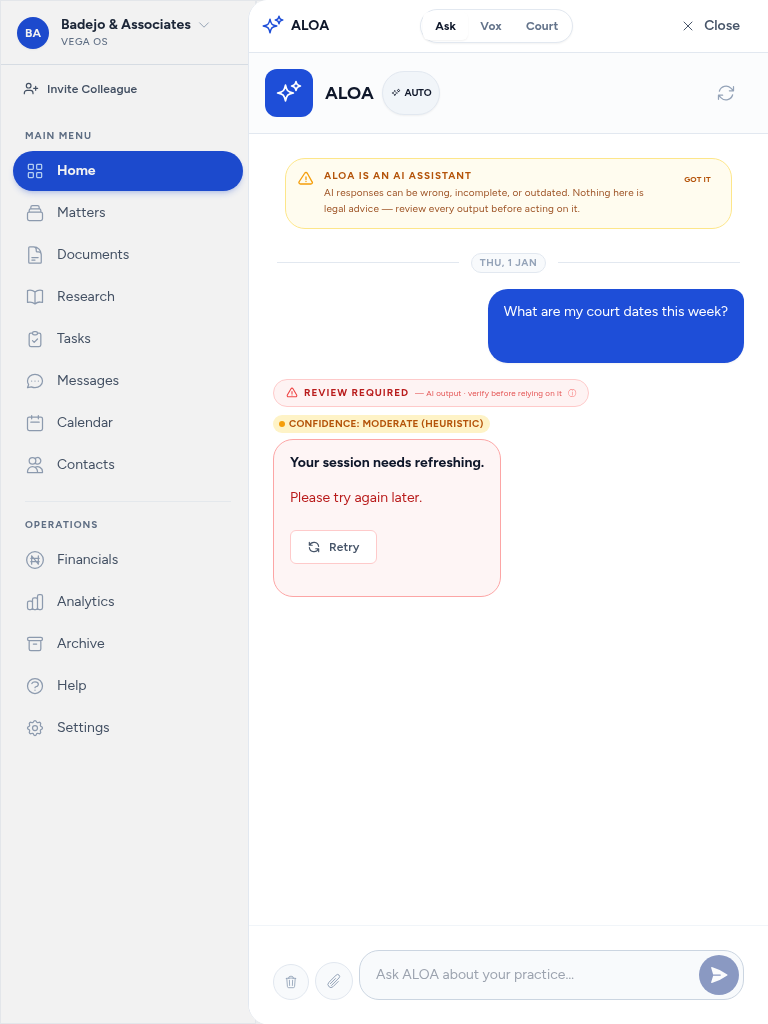 BA
Badejo & Associates
VEGA OS
Invite Colleague
MAIN MENU
Home
Matters
Documents
Research
Tasks
Messages
Calendar
Contacts
OPERATIONS
Financials
Analytics
Archive
Help
Settings
ALOA
Ask Vox Court
Close
ALOA
AUTO
ALOA IS AN AI ASSISTANT
AI responses can be wrong, incomplete, or outdated. Nothing here is
legal advice — review every output before acting on it.
GOT IT
THU, 1 JAN
What are my court dates this week?
REVIEW REQUIRED — AI output · verify before relying on it ⓘ
CONFIDENCE: MODERATE (HEURISTIC)
Your session needs refreshing.
Please try again later.
Retry
Ask ALOA about your practice...